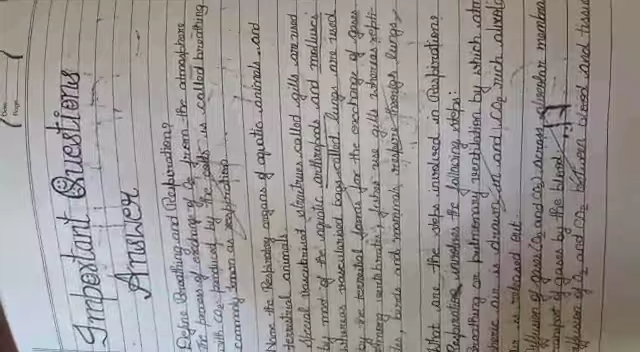 Date
Page
Important Questions
Answer
Define Breathing and Respiration?
The process of exchange of O2 from the atmosphere
with CO2 produced by the cells is called breathing
commonly known as respiration
Name the Respiratory organs of aquatic animals and
terrestrial animals
vascularised structures called gills are used
by most of the aquatic arthropods and molluscs
whereas vascularised bags called lungs are used
by the terrestrial forms for the exchange of gases
Among vertebrates, fishes use gills whereas repti-
birds and mammals respire through lungs
What are the steps involved in Respiration?
Respiration involves the following steps:
Breathing or pulmonary ventilation by which atm
air is drawn in and CO2 rich alveol
is released out.
Diffusion of gases (O2 and CO2) across alveolar membra
transport of gases by the blood
diffusion of O2 and CO2 between blood and tissu